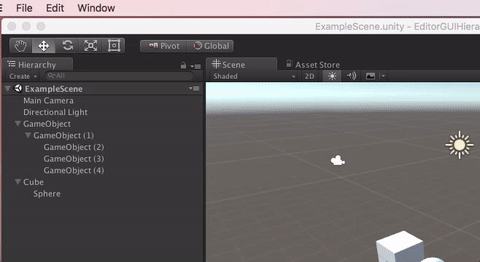 File Edit Window Menu
ExampleScene.unity - EditorGUIHiera
Pivot Global
Hierarchy Scene Asset Store
Create All Shaded 2D
ExampleScene
Main Camera
Directional Light
GameObject
GameObject (1)
GameObject (2)
GameObject (3)
GameObject (4)
Cube
Sphere